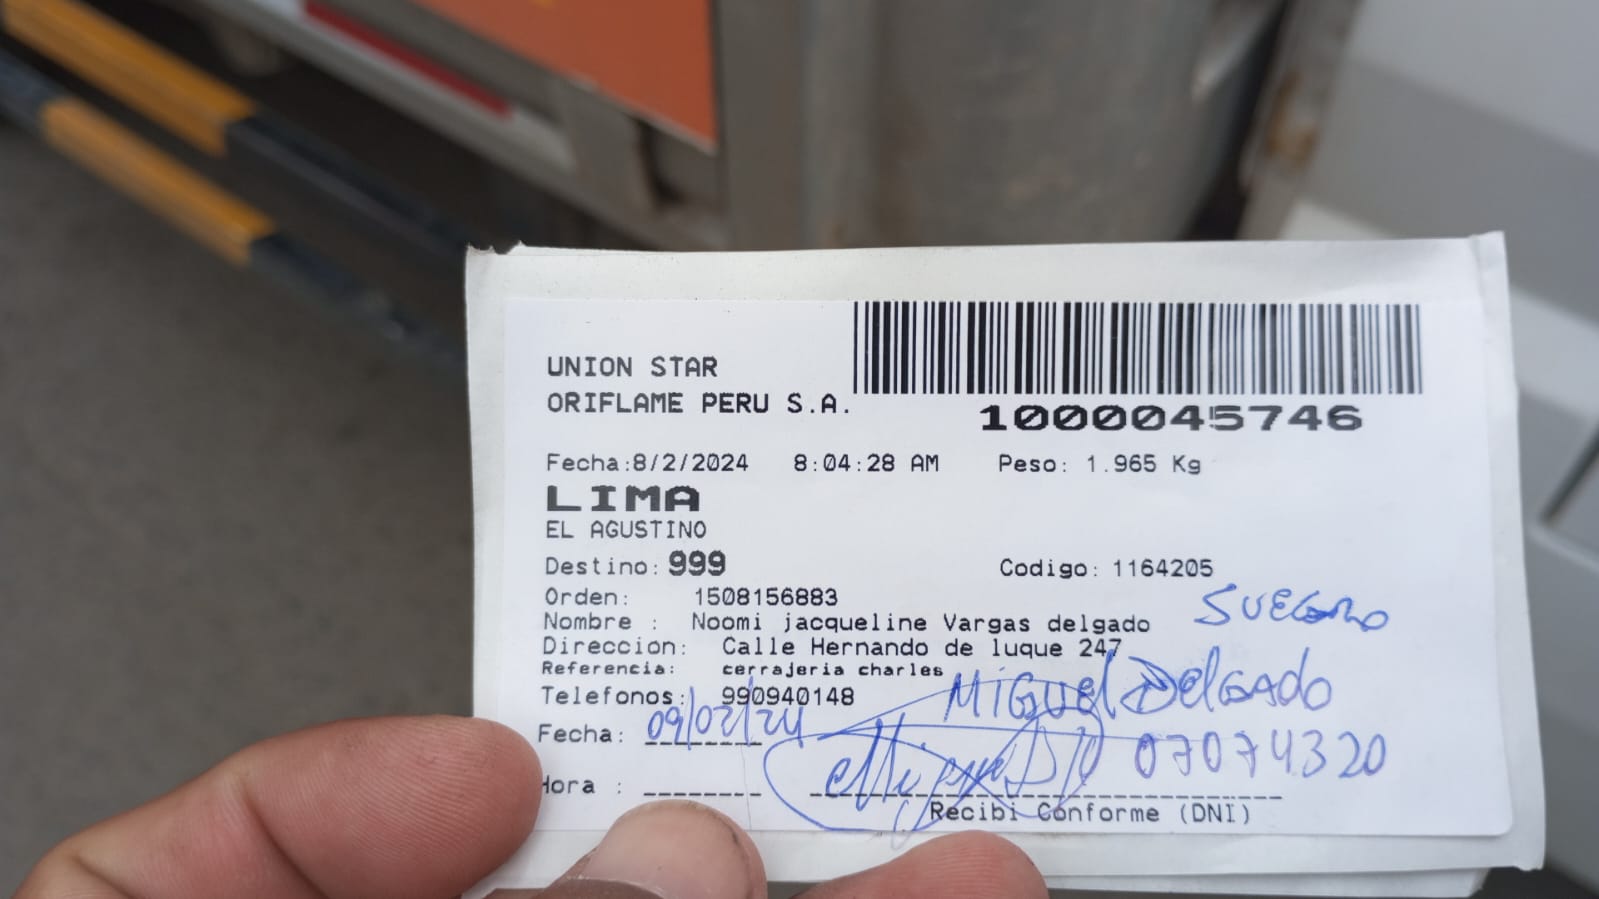 UNION STAR
ORIFLAME PERU S.A.
1000045746
Fecha:8/2/2024 8:04:28 AM Peso: 1.965 Kg
LIMA
EL AGUSTINO
Destino: 999 Codigo: 1164205
Orden: 1508156883
SUEGRO
Nombre : Noomi jacqueline Vargas delgado
Direccion: Calle Hernando de luque 247
Referencia: cerrajeria charles
Miguel Delgado
Telefonos: 990940148
Fecha: 09/02/24
07074320
Hora :
Recibi Conforme (DNI)